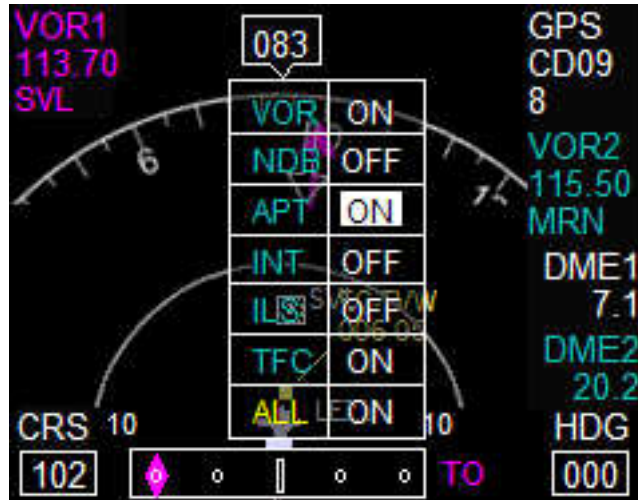 VOR1
113.70
SVL
083
GPS
CD09
8
VOR2
115.50
MRN
DME1
7.1
DME2
20.2
VOR ON
NDB OFF
APT ON
INT OFF
ILS OFF
TFC ON
ALL ON
6
10
10
CRS
102
TO
HDG
000